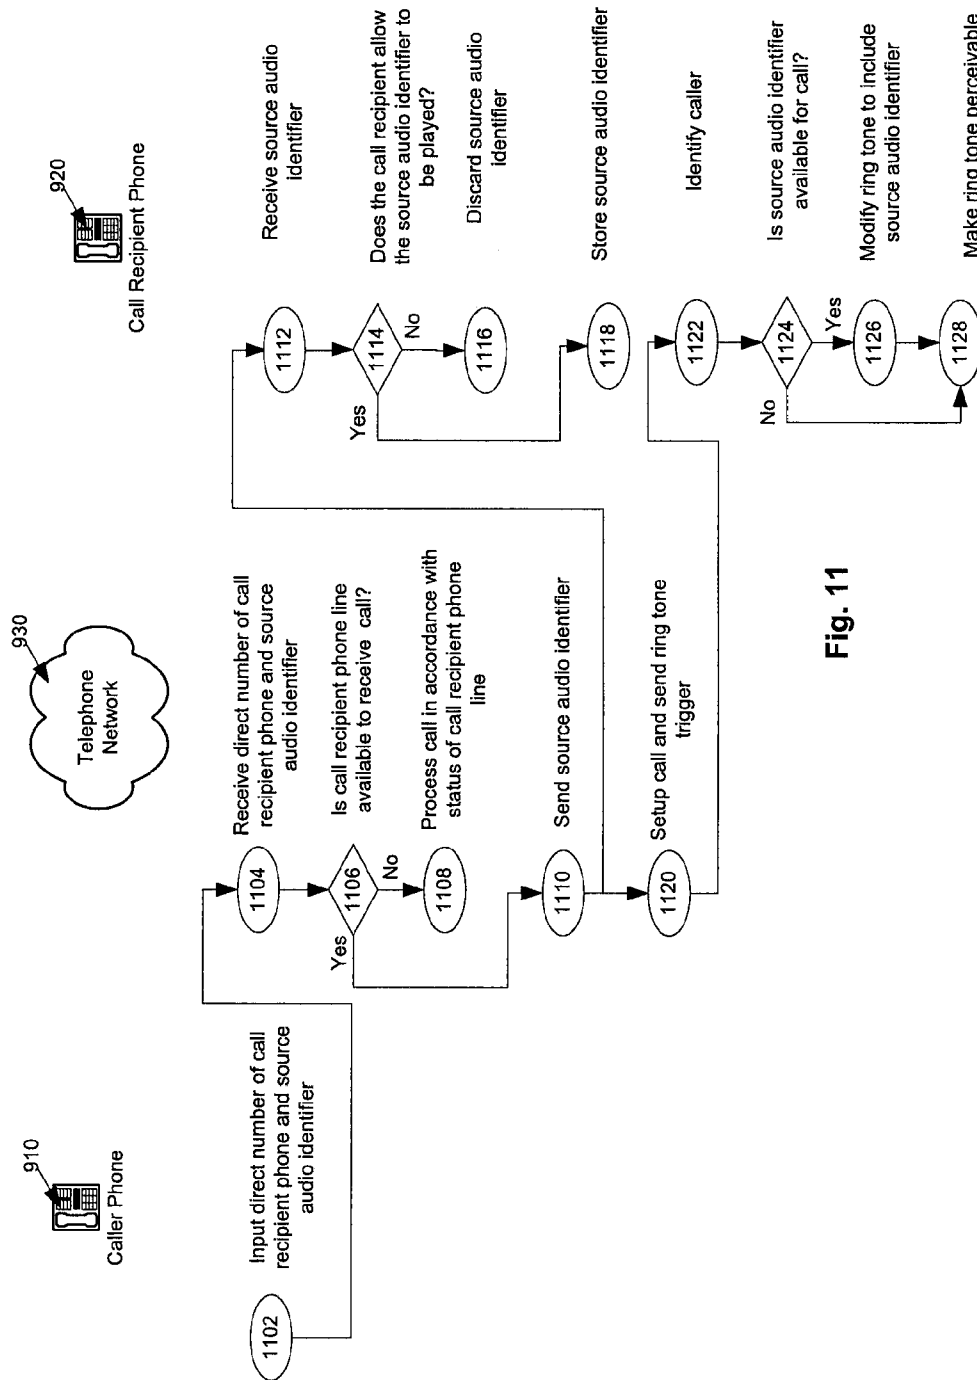 910
Caller Phone
930
Telephone
Network
920
Call Recipient Phone
1102
Input direct number of call
recipient phone and source
audio identifier
1104
Receive direct number of call
recipient phone and source
audio identifier
1106
Is call recipient phone line
available to receive call?
Yes
No
1108
Process call in accordance with
status of call recipient phone
line
1110
Send source audio identifier
1120
Setup call and send ring tone
trigger
1112
Receive source audio
identifier
1114
Does the call recipient allow
the source audio identifier to
be played?
Yes
No
1116
Discard source audio
identifier
1118
Store source audio identifier
1122
Identify caller
1124
Is source audio identifier
available for call?
No
Yes
1126
Modify ring tone to include
source audio identifier
1128
Make ring tone perceivable
Fig. 11